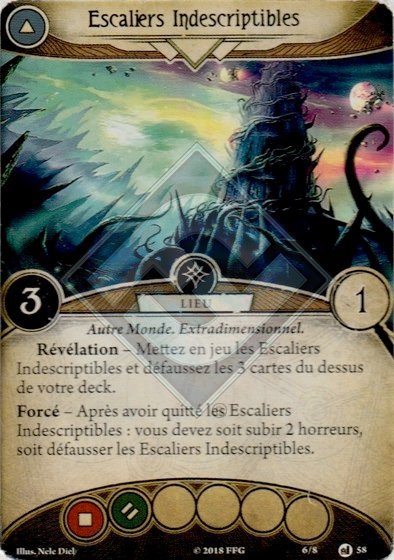 Escaliers Indescriptibles
3
LIEU
1
Autre Monde. Extradimensionnel.
Révélation – Mettez en jeu les Escaliers
Indescriptibles et défaussez les 3 cartes du dessus
de votre deck.
Forcé – Après avoir quitté les Escaliers
Indescriptibles : vous devez soit subir 2 horreurs,
soit défausser les Escaliers Indescriptibles.
Illus. Nele Diel
© 2018 FFG
6/8
58